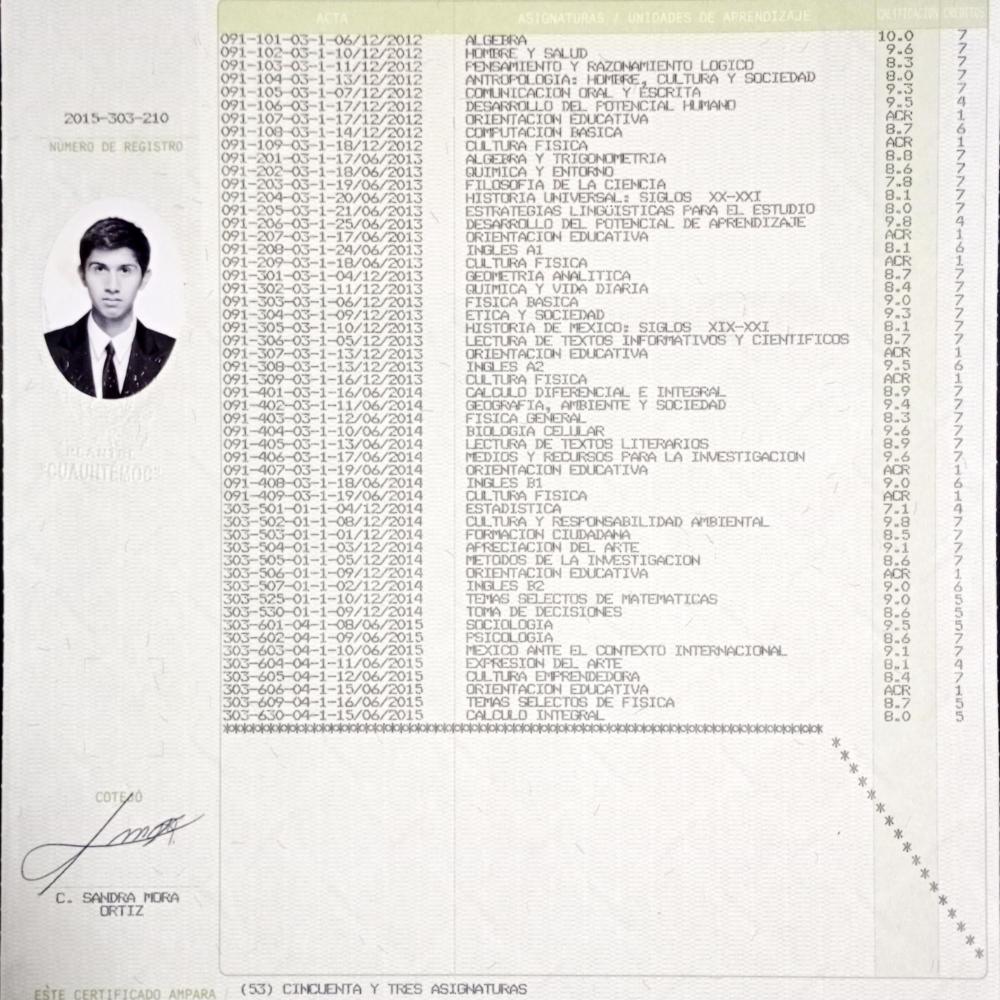 ACTA ASIGNATURAS / UNIDADES DE APRENDIZAJE CALIFICACION CREDITOS
091-101-03-1-06/12/2012 ALGEBRA 10.0 7
091-102-03-1-10/12/2012 HOMBRE Y SALUD 9.6 7
091-103-03-1-11/12/2012 PENSAMIENTO Y RAZONAMIENTO LOGICO 8.3 7
091-104-03-1-13/12/2012 ANTROPOLOGIA: HOMBRE, CULTURA Y SOCIEDAD 8.0 7
091-105-03-1-07/12/2012 COMUNICACION ORAL Y ESCRITA 9.3 7
091-106-03-1-17/12/2012 DESARROLLO DEL POTENCIAL HUMANO 9.5 4
091-107-03-1-17/12/2012 ORIENTACION EDUCATIVA ACR 1
091-108-03-1-14/12/2012 COMPUTACION BASICA 8.7 6
091-109-03-1-18/12/2012 CULTURA FISICA ACR 1
091-201-03-1-17/06/2013 ALGEBRA Y TRIGONOMETRIA 8.8 7
091-202-03-1-18/06/2013 QUIMICA Y ENTORNO 8.6 7
091-203-03-1-19/06/2013 FILOSOFIA DE LA CIENCIA 7.8 7
091-204-03-1-20/06/2013 HISTORIA UNIVERSAL: SIGLOS XX-XXI 8.1 7
091-205-03-1-21/06/2013 ESTRATEGIAS LINGÜISTICAS PARA EL ESTUDIO 8.0 7
091-206-03-1-25/06/2013 DESARROLLO DEL POTENCIAL DE APRENDIZAJE 9.8 4
091-207-03-1-17/06/2013 ORIENTACION EDUCATIVA ACR 1
091-208-03-1-24/06/2013 INGLES A1 8.1 6
091-209-03-1-18/06/2013 CULTURA FISICA ACR 1
091-301-03-1-04/12/2013 GEOMETRIA ANALITICA 8.7 7
091-302-03-1-11/12/2013 QUIMICA Y VIDA DIARIA 8.4 7
091-303-03-1-06/12/2013 FISICA BASICA 9.0 7
091-304-03-1-09/12/2013 ETICA Y SOCIEDAD 9.3 7
091-305-03-1-10/12/2013 HISTORIA DE MEXICO: SIGLOS XIX-XXI 8.1 7
091-306-03-1-05/12/2013 LECTURA DE TEXTOS INFORMATIVOS Y CIENTIFICOS 8.7 7
091-307-03-1-13/12/2013 ORIENTACION EDUCATIVA ACR 1
091-308-03-1-13/12/2013 INGLES A2 9.5 6
091-309-03-1-16/12/2013 CULTURA FISICA ACR 1
091-401-03-1-16/06/2014 CALCULO DIFERENCIAL E INTEGRAL 8.9 7
091-402-03-1-11/06/2014 GEOGRAFIA, AMBIENTE Y SOCIEDAD 9.4 7
091-403-03-1-12/06/2014 FISICA GENERAL 8.3 7
091-404-03-1-10/06/2014 BIOLOGIA CELULAR 9.6 7
091-405-03-1-13/06/2014 LECTURA DE TEXTOS LITERARIOS 8.9 7
091-406-03-1-17/06/2014 MEDIOS Y RECURSOS PARA LA INVESTIGACION 9.6 7
091-407-03-1-19/06/2014 ORIENTACION EDUCATIVA ACR 1
091-408-03-1-18/06/2014 INGLES B1 9.0 6
091-409-03-1-19/06/2014 CULTURA FISICA ACR 1
303-501-01-1-04/12/2014 ESTADISTICA 7.1 4
303-502-01-1-08/12/2014 CULTURA Y RESPONSABILIDAD AMBIENTAL 9.8 7
303-503-01-1-01/12/2014 FORMACION CIUDADANA 8.5 7
303-504-01-1-03/12/2014 APRECIACION DEL ARTE 9.1 7
303-505-01-1-05/12/2014 METODOS DE LA INVESTIGACION 8.6 7
303-506-01-1-09/12/2014 ORIENTACION EDUCATIVA ACR 1
303-507-01-1-02/12/2014 INGLES B2 9.0 6
303-525-01-1-10/12/2014 TEMAS SELECTOS DE MATEMATICAS 9.0 5
303-530-01-1-09/12/2014 TOMA DE DECISIONES 8.6 5
303-601-04-1-08/06/2015 SOCIOLOGIA 9.5 5
303-602-04-1-09/06/2015 PSICOLOGIA 8.6 7
303-603-04-1-10/06/2015 MEXICO ANTE EL CONTEXTO INTERNACIONAL 9.1 7
303-604-04-1-11/06/2015 EXPRESION DEL ARTE 8.1 4
303-605-04-1-12/06/2015 CULTURA EMPRENDEDORA 8.4 7
303-606-04-1-15/06/2015 ORIENTACION EDUCATIVA ACR 1
303-609-04-1-16/06/2015 TEMAS SELECTOS DE FISICA 8.7 5
303-630-04-1-15/06/2015 CALCULO INTEGRAL 8.0 5
2015-303-210
NUMERO DE REGISTRO
PLANTEL
"CUAUHTEMOC"
COTEJÓ
C. SANDRA MORA
ORTIZ
ESTE CERTIFICADO AMPARA (53) CINCUENTA Y TRES ASIGNATURAS